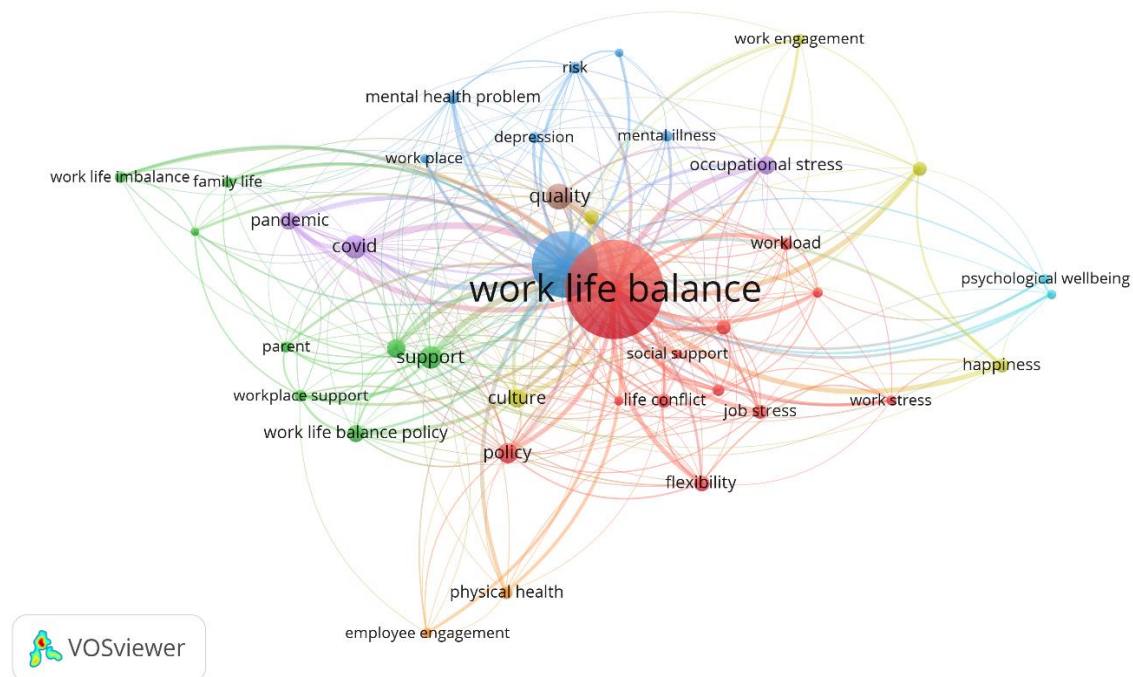 work engagement
risk
mental health problem
depression
mental illness
work place
occupational stress
work life imbalance
family life
quality
pandemic
covid
workload
psychological wellbeing
work life balance
parent
support
social support
happiness
workplace support
culture
life conflict
job stress
work stress
work life balance policy
policy
flexibility
physical health
employee engagement
VOSviewer